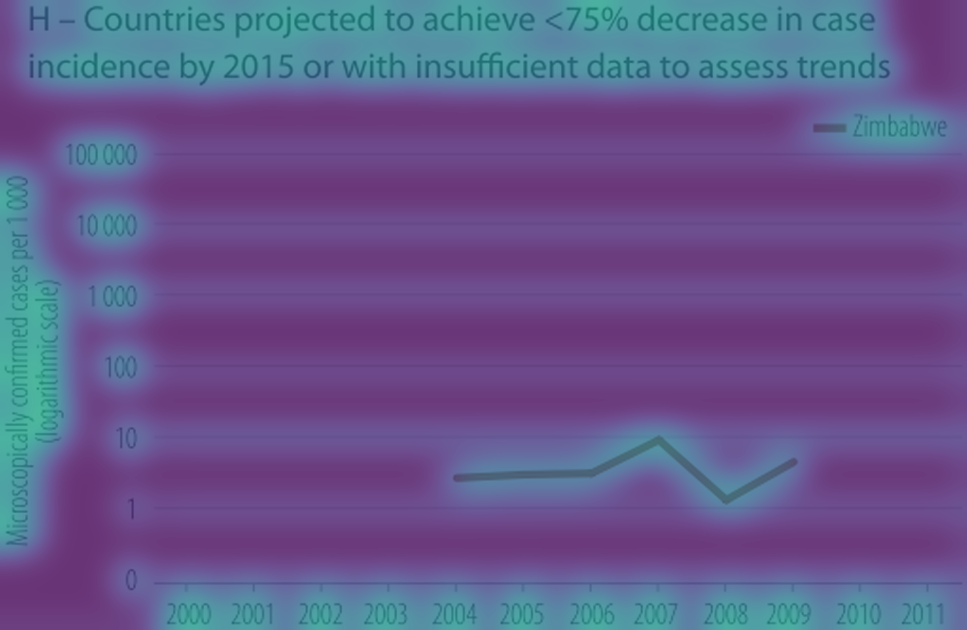 H – Countries projected to achieve <75% decrease in case
incidence by 2015 or with insufficient data to assess trends
Zimbabwe
Microscopically confirmed cases per 1 000
(logarithmic scale)
100 000
10 000
1 000
100
10
1
0
2000 2001 2002 2003 2004 2005 2006 2007 2008 2009 2010 2011